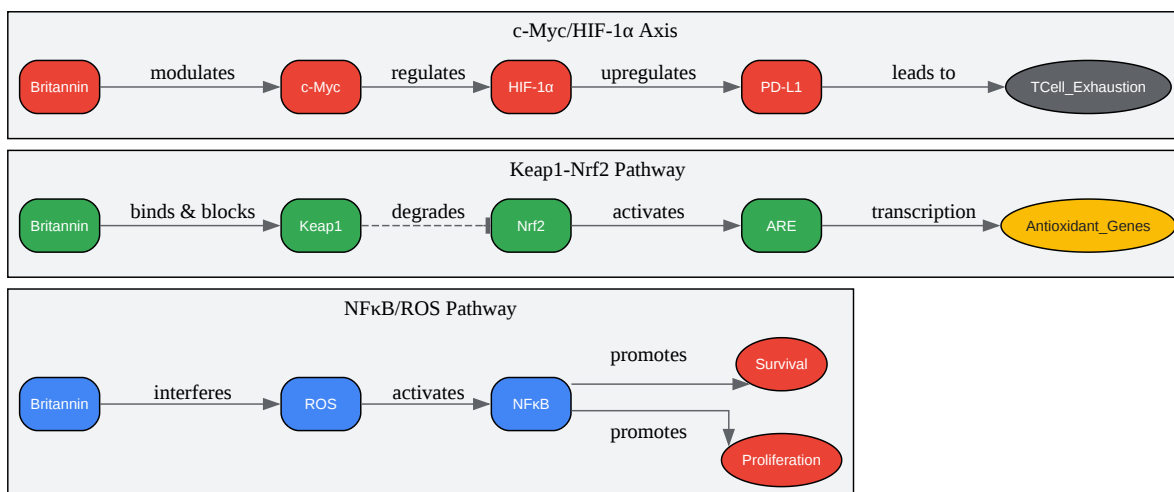 c-Myc/HIF-1α Axis
Britannin modulates c-Myc regulates HIF-1α upregulates PD-L1 leads to TCell_Exhaustion
Keap1-Nrf2 Pathway
Britannin binds & blocks Keap1 degrades Nrf2 activates ARE transcription Antioxidant_Genes
NFκB/ROS Pathway
promotes Survival
Britannin interferes ROS activates NFκB
promotes
Proliferation